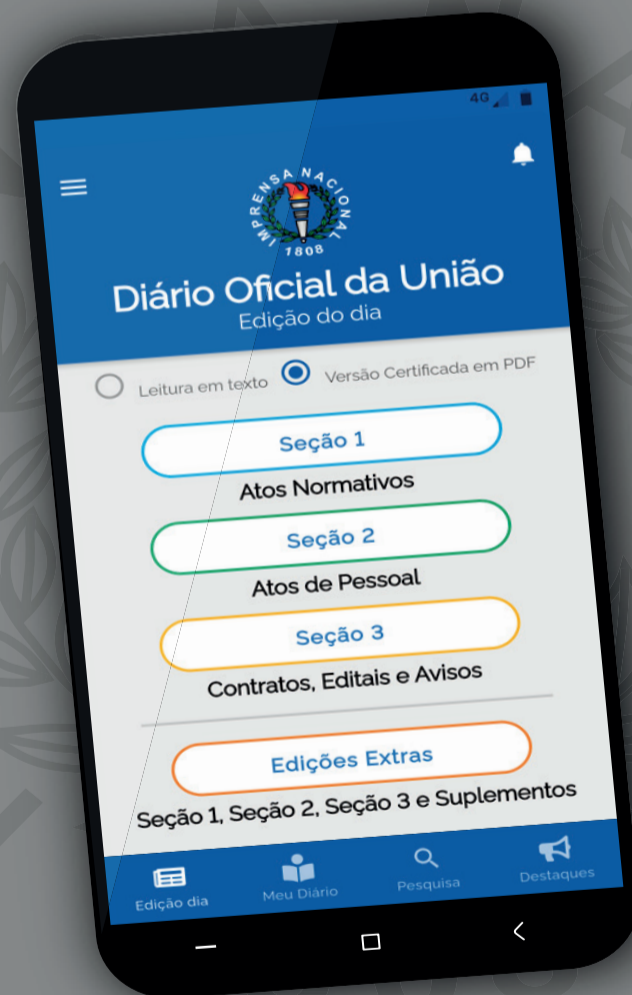 4G
IMPRENSA NACIONAL
1808
Diário Oficial da União
Edição do dia
Leitura em texto Versão Certificada em PDF
Seção 1
Atos Normativos
Seção 2
Atos de Pessoal
Seção 3
Contratos, Editais e Avisos
Edições Extras
Seção 1, Seção 2, Seção 3 e Suplementos
Edição dia Meu Diário Pesquisa Destaques